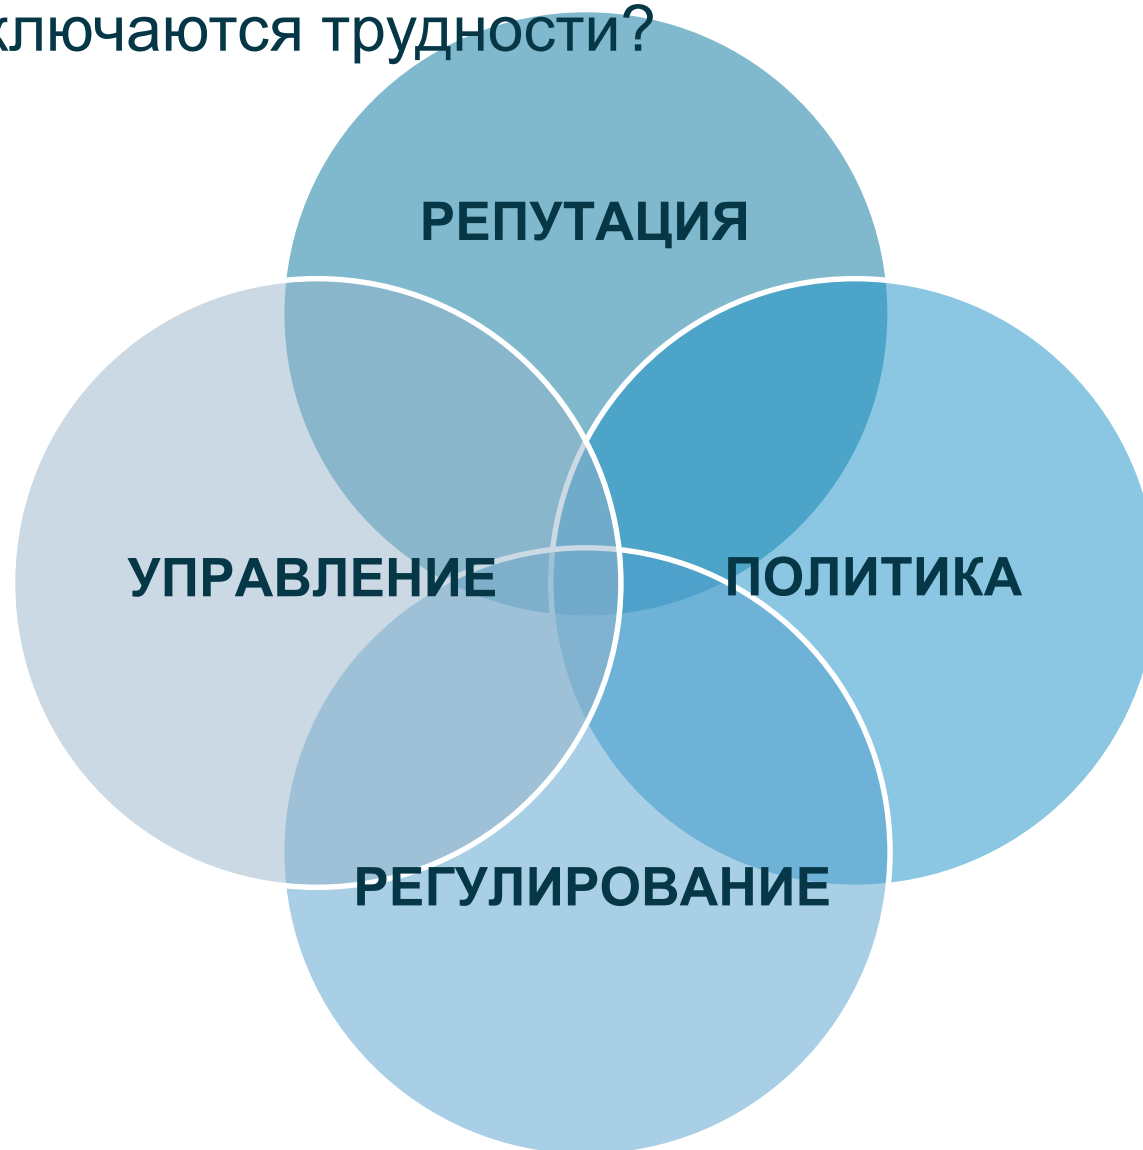 ключаются трудности?
РЕПУТАЦИЯ
УПРАВЛЕНИЕ
ПОЛИТИКА
РЕГУЛИРОВАНИЕ